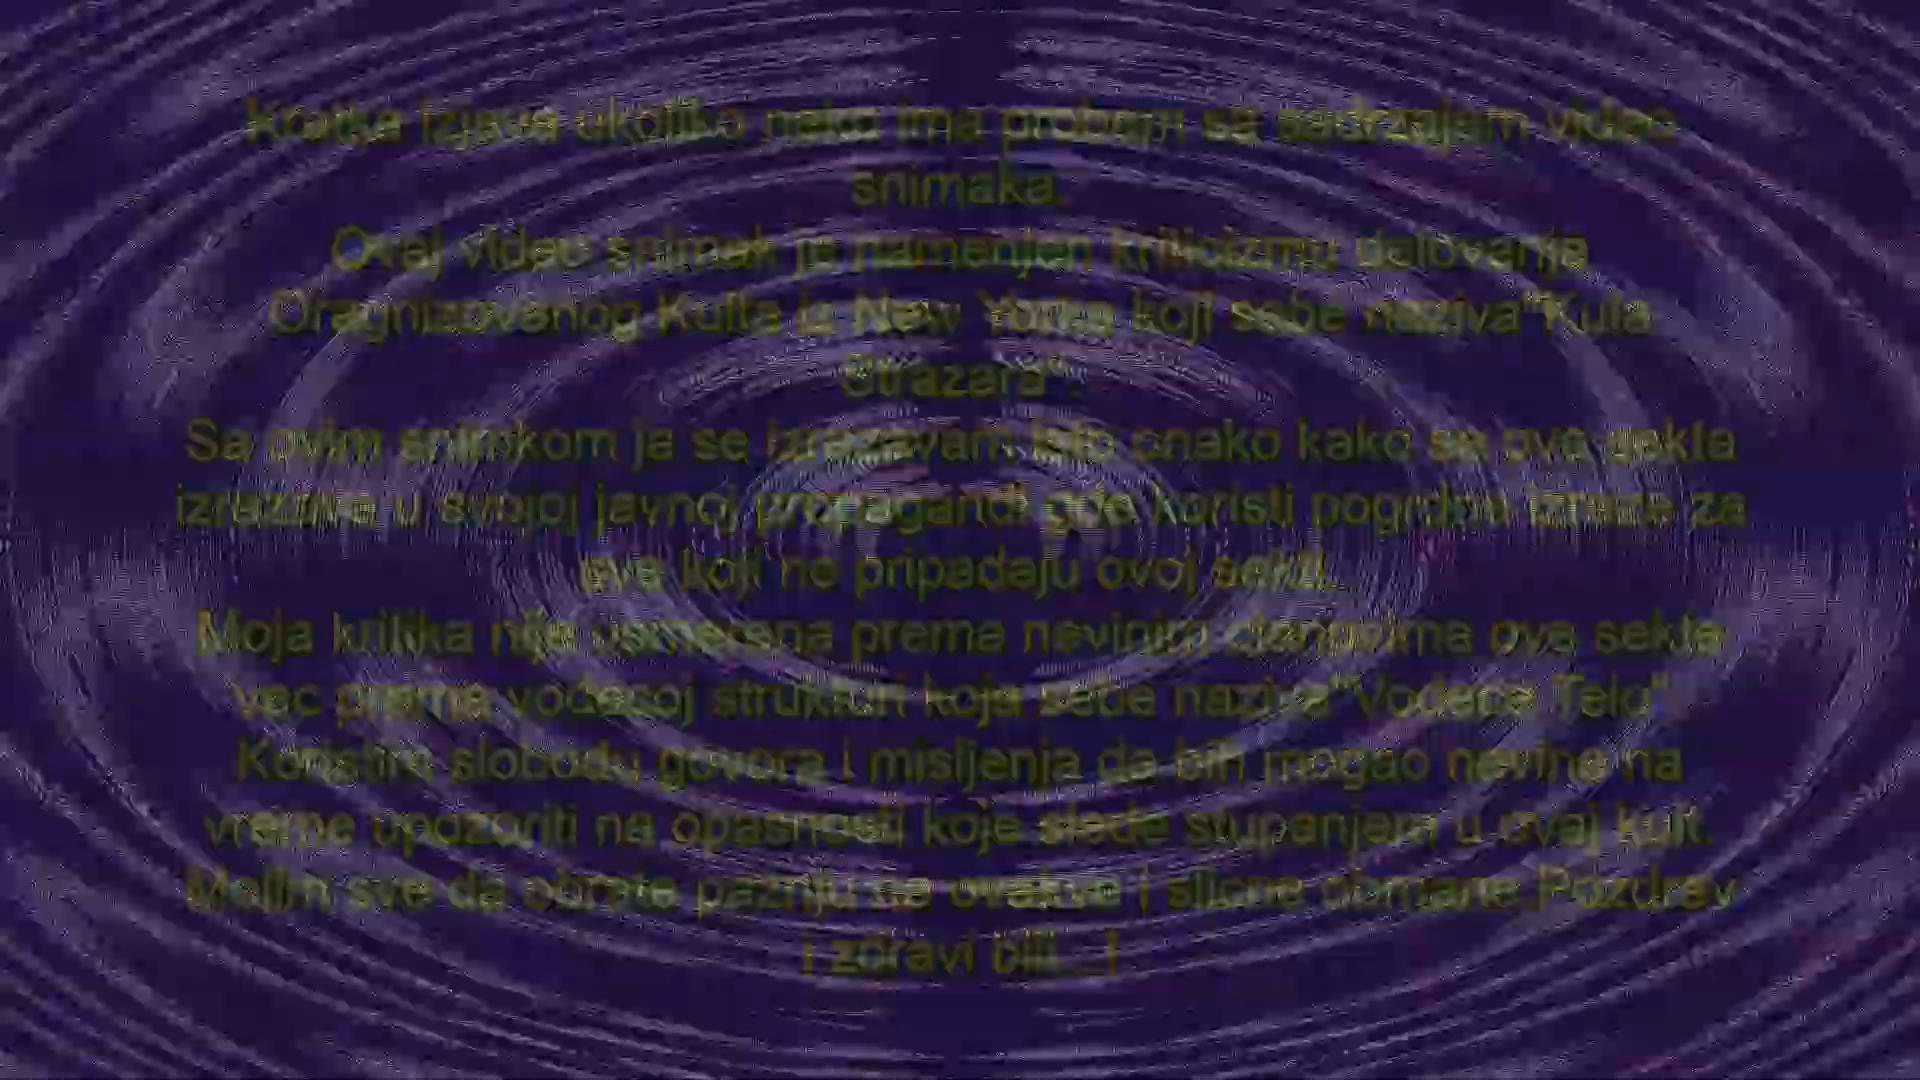 Kratka izjava ukoliko neko ima problem sa sadrzajem video
snimaka.
Ovaj video snimak je namenjen kriticizmu delovanja
Oragnizovanog Kulta iz New Yorka koji sebe naziva"Kula
Strazara".
Sa ovim snimkom ja se izrazavam isto onako kako se ova sekta
izrazava u svojoj javnoj propagandi gde koristi pogrdne izraze za
sve koji ne pripadaju ovoj sekti.
Moja kritika nije usmerena prema nevinim clanovima ove sekte
vec prema vodecoj strukturi koja sebe naziva"Vodece Telo"
Koristim slobodu govora i misljenja da bih mogao nevine na
vreme upozoriti na opasnosti koje slede stupanjem u ovaj kult.
Molim sve da obrate paznju na ovakve i slicne obmane Pozdrav
i zdravi bili...!